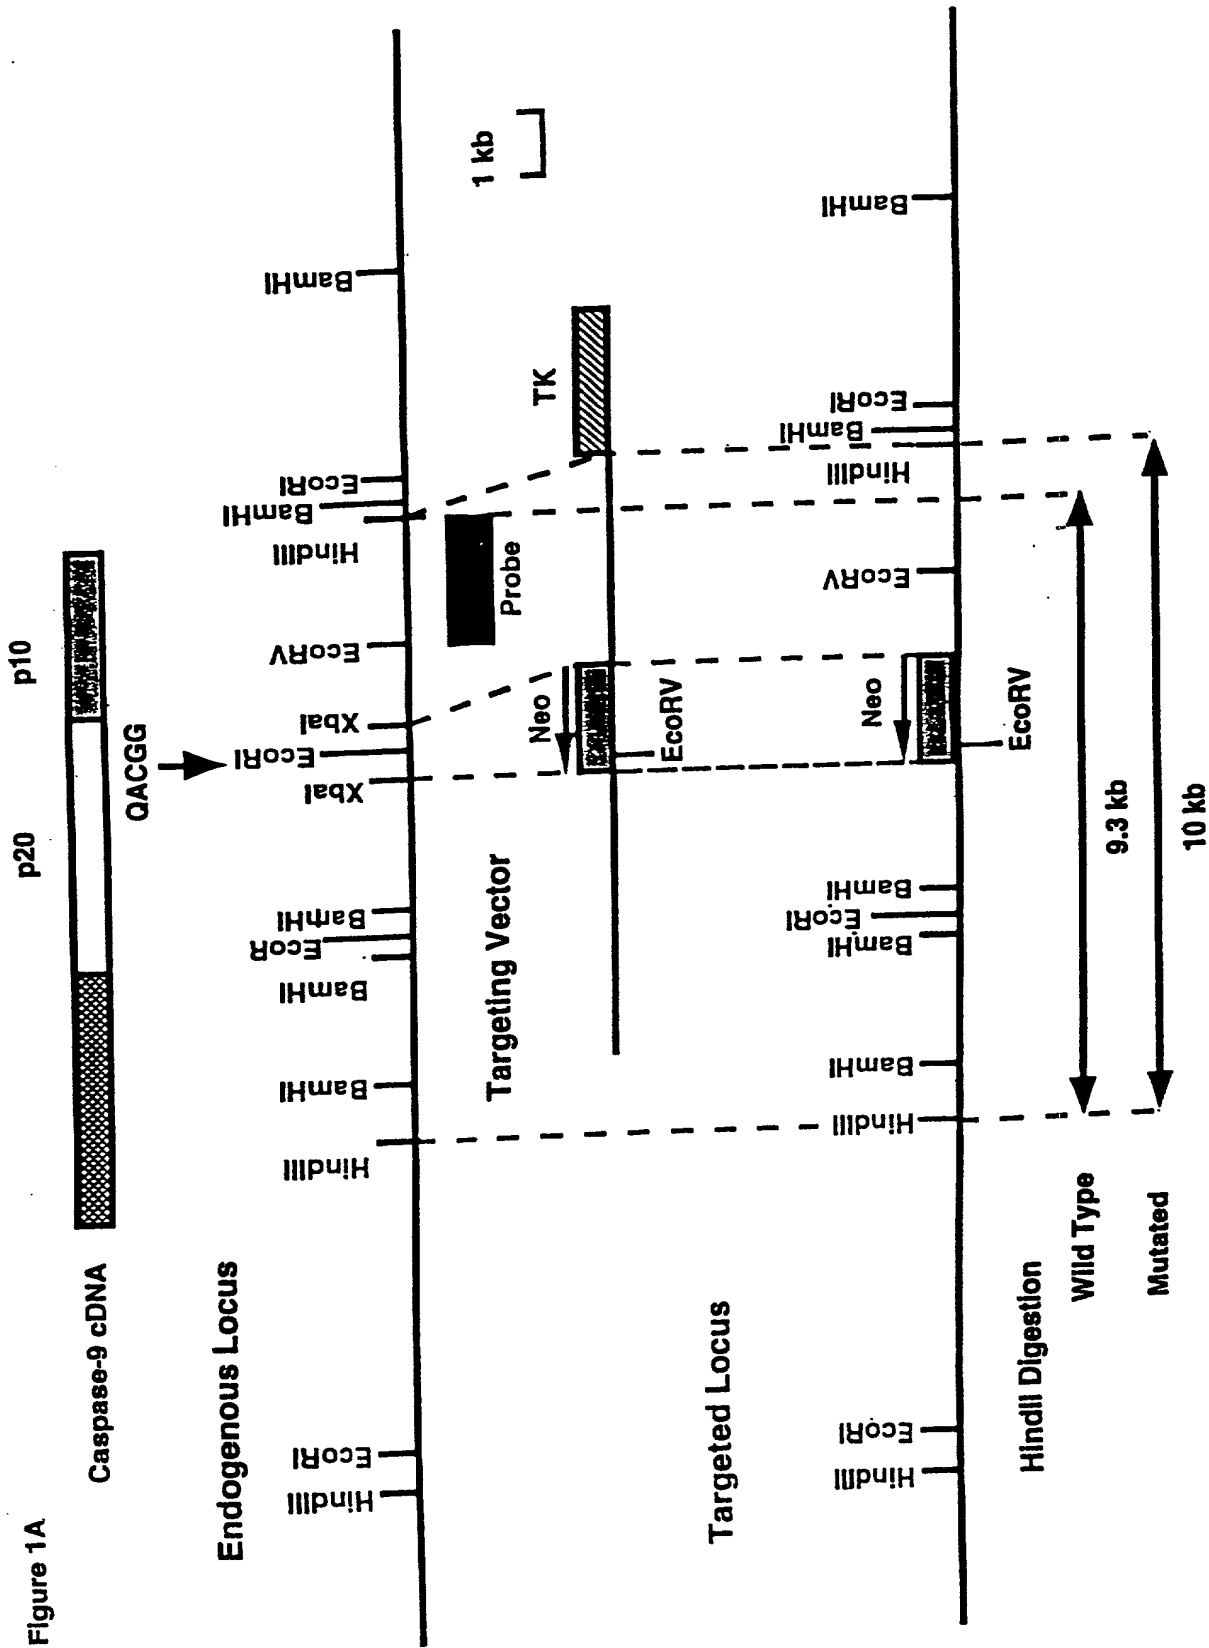 Figure 1A
p20
p10
Caspase-9 cDNA
QACGG
Endogenous Locus
HindIII
EcoRI
HindIII
BamHI
BamHI
EcoR
BamHI
XbaI
EcoRI
XbaI
EcoRV
HindIII
BamHI
EcoRI
BamHI
Targeting Vector
Probe
1 kb
Neo
TK
EcoRV
Targeted Locus
HindIII
EcoRI
HindIII
BamHI
BamHI
EcoRI
BamHI
Neo
EcoRV
EcoRV
HindIII
BamHI
EcoRI
BamHI
HindII Digestion
Wild Type
9.3 kb
Mutated
10 kb